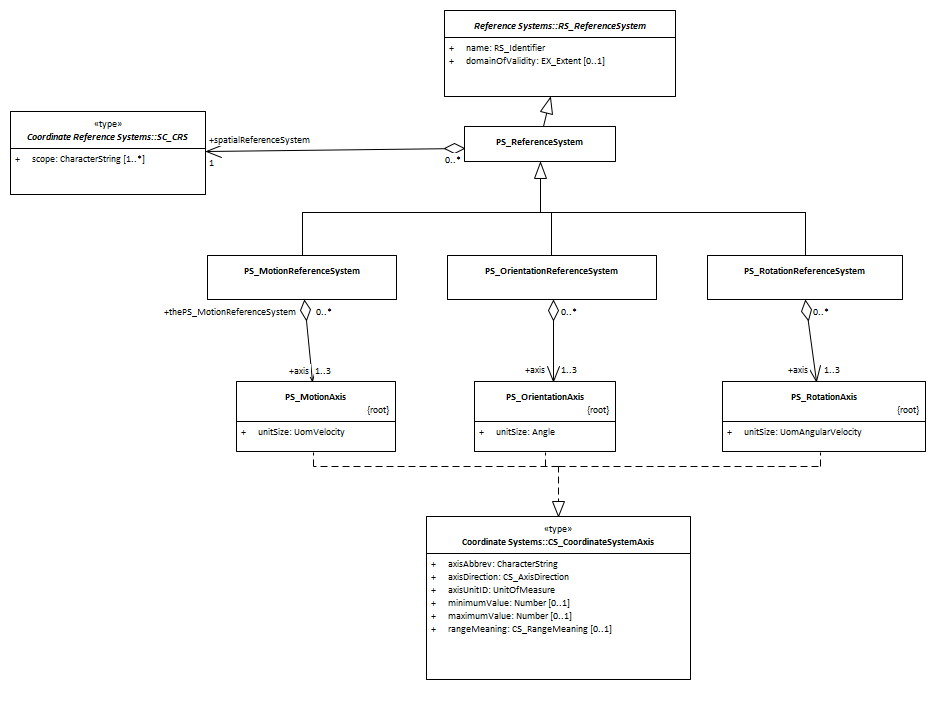 Reference Systems::RS_ReferenceSystem
+ name: RS_Identifier
+ domainOfValidity: EX_Extent [0..1]
«type»
Coordinate Reference Systems::SC_CRS
+ scope: CharacterString [1..*]
+spatialReferenceSystem
1
0..*
PS_ReferenceSystem
PS_MotionReferenceSystem
PS_OrientationReferenceSystem
PS_RotationReferenceSystem
+thePS_MotionReferenceSystem
0..*
0..*
0..*
+axis
1..3
+axis
1..3
+axis
1..3
PS_MotionAxis
{root}
+ unitSize: UomVelocity
PS_OrientationAxis
{root}
+ unitSize: Angle
PS_RotationAxis
{root}
+ unitSize: UomAngularVelocity
«type»
Coordinate Systems::CS_CoordinateSystemAxis
+ axisAbbrev: CharacterString
+ axisDirection: CS_AxisDirection
+ axisUnitID: UnitOfMeasure
+ minimumValue: Number [0..1]
+ maximumValue: Number [0..1]
+ rangeMeaning: CS_RangeMeaning [0..1]